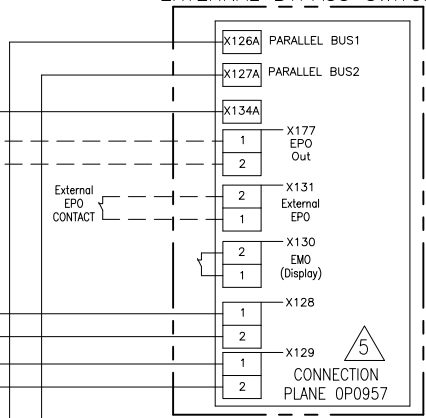 X126A PARALLEL BUS1
X127A PARALLEL BUS2
X134A
1 X177
EPO
2 Out
External
EPO
CONTACT
2 X131
External
1 EPO
2 X130
EMO
1 (Display)
1 X128
2
1 X129
2
5
CONNECTION
PLANE 0P0957